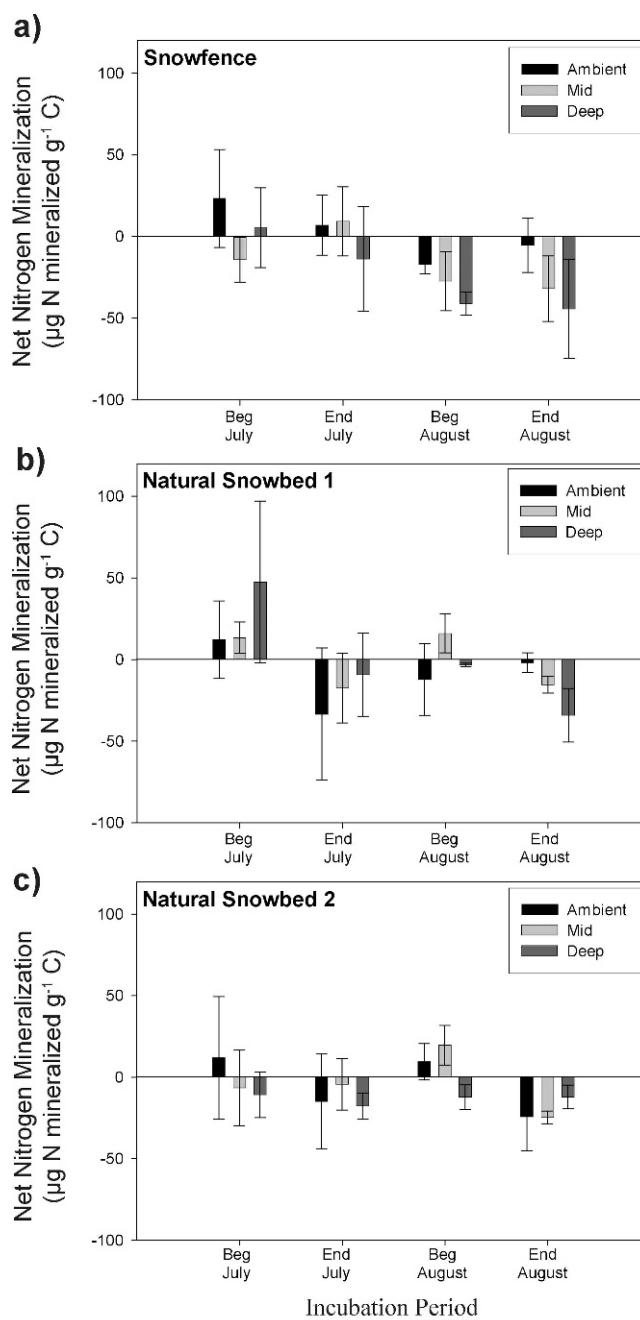 a)
Snowfence
Ambient
Mid
Deep
Net Nitrogen Mineralization
(µg N mineralized g⁻¹ C)
100
50
0
-50
-100
Beg
July
End
July
Beg
August
End
August
b)
Natural Snowbed 1
Ambient
Mid
Deep
Net Nitrogen Mineralization
(µg N mineralized g⁻¹ C)
100
50
0
-50
-100
Beg
July
End
July
Beg
August
End
August
c)
Natural Snowbed 2
Ambient
Mid
Deep
Net Nitrogen Mineralization
(µg N mineralized g⁻¹ C)
100
50
0
-50
-100
Beg
July
End
July
Beg
August
End
August
Incubation Period